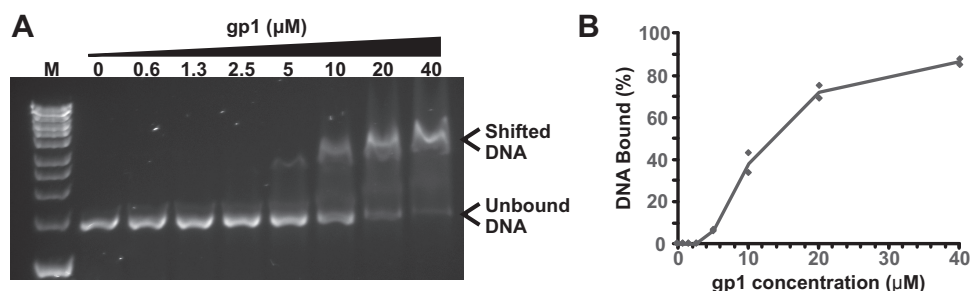 A
gp1 (µM)
M 0 0.6 1.3 2.5 5 10 20 40
Shifted
DNA
Unbound
DNA
B
DNA Bound (%)
100
80
60
40
20
0
0 10 20 30 40
gp1 concentration (µM)